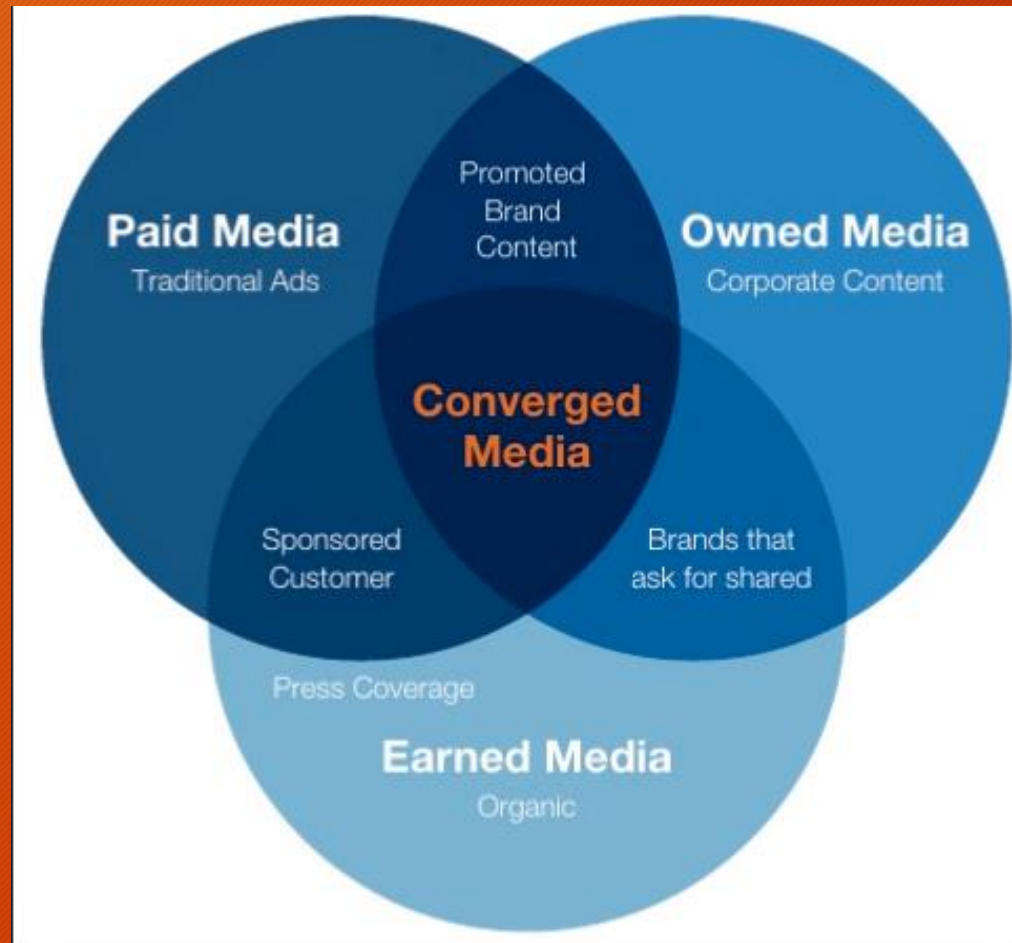 Promoted
Brand
Content
Paid Media
Traditional Ads
Owned Media
Corporate Content
Converged
Media
Sponsored
Customer
Brands that
ask for shared
Press Coverage
Earned Media
Organic